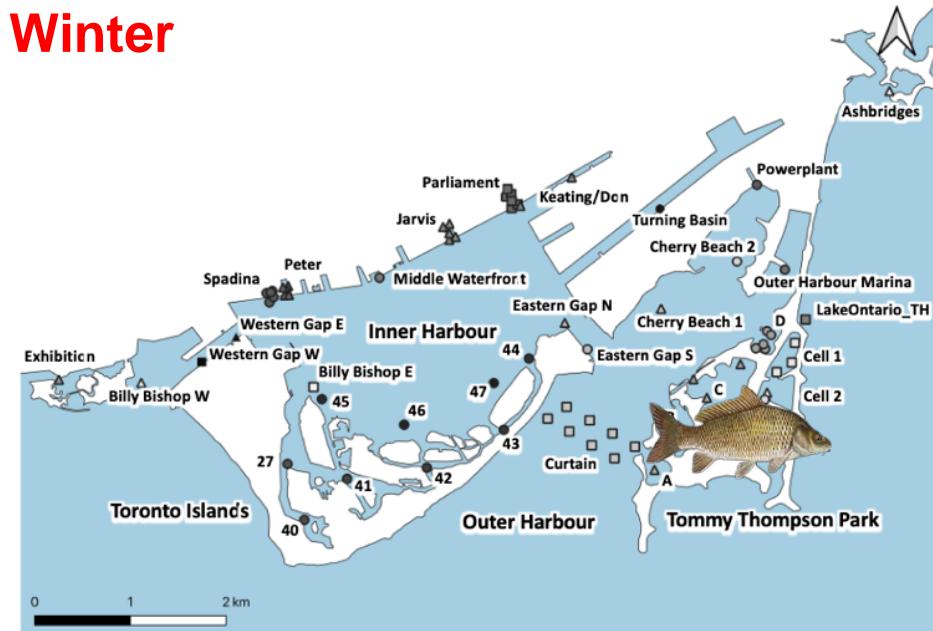 Winter
Ashbridges
Powerplant
Parliament
Keating/Don
Turning Basin
Jarvis
Cherry Beach 2
Peter
Spadina
Middle Waterfront
Outer Harbour Marina
Eastern Gap N
LakeOntario_TH
Western Gap E
Inner Harbour
Cherry Beach 1
D
Exhibition
Western Gap W
44
Eastern Gap S
Cell 1
Billy Bishop E
Billy Bishop W
47
C
Cell 2
45
46
43
27
Curtain
42
41
A
Toronto Islands
40
Outer Harbour
Tommy Thompson Park
0 1 2 km